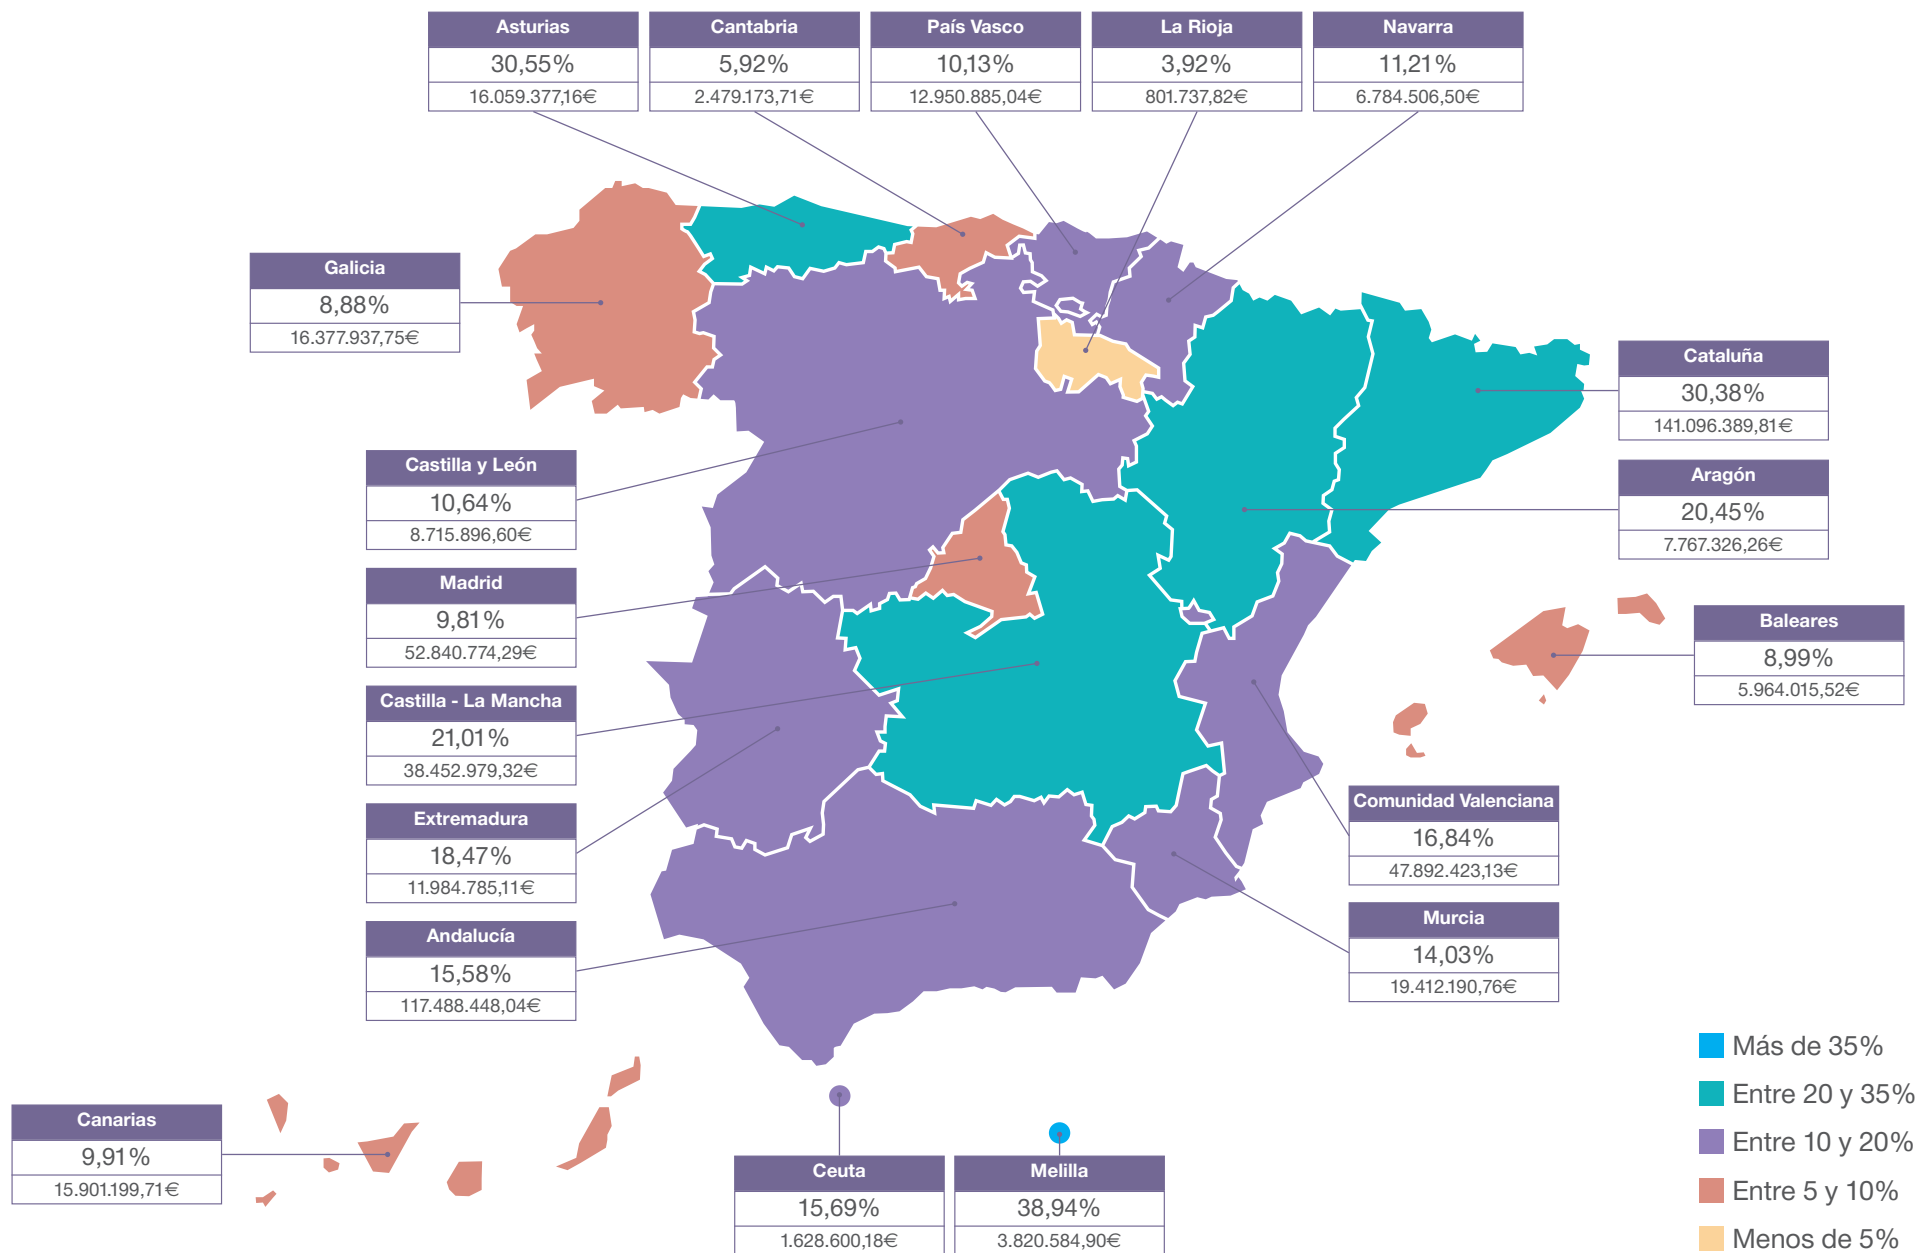 Asturias
30,55%
16.059.377,16€
Cantabria
5,92%
2.479.173,71€
País Vasco
10,13%
12.950.885,04€
La Rioja
3,92%
801.737,82€
Navarra
11,21%
6.784.506,50€
Galicia
8,88%
16.377.937,75€
Cataluña
30,38%
141.096.389,81€
Castilla y León
10,64%
8.715.896,60€
Aragón
20,45%
7.767.326,26€
Madrid
9,81%
52.840.774,29€
Baleares
8,99%
5.964.015,52€
Castilla - La Mancha
21,01%
38.452.979,32€
Comunidad Valenciana
16,84%
47.892.423,13€
Extremadura
18,47%
11.984.785,11€
Murcia
14,03%
19.412.190,76€
Andalucía
15,58%
117.488.448,04€
Canarias
9,91%
15.901.199,71€
Ceuta
15,69%
1.628.600,18€
Melilla
38,94%
3.820.584,90€
Más de 35%
Entre 20 y 35%
Entre 10 y 20%
Entre 5 y 10%
Menos de 5%